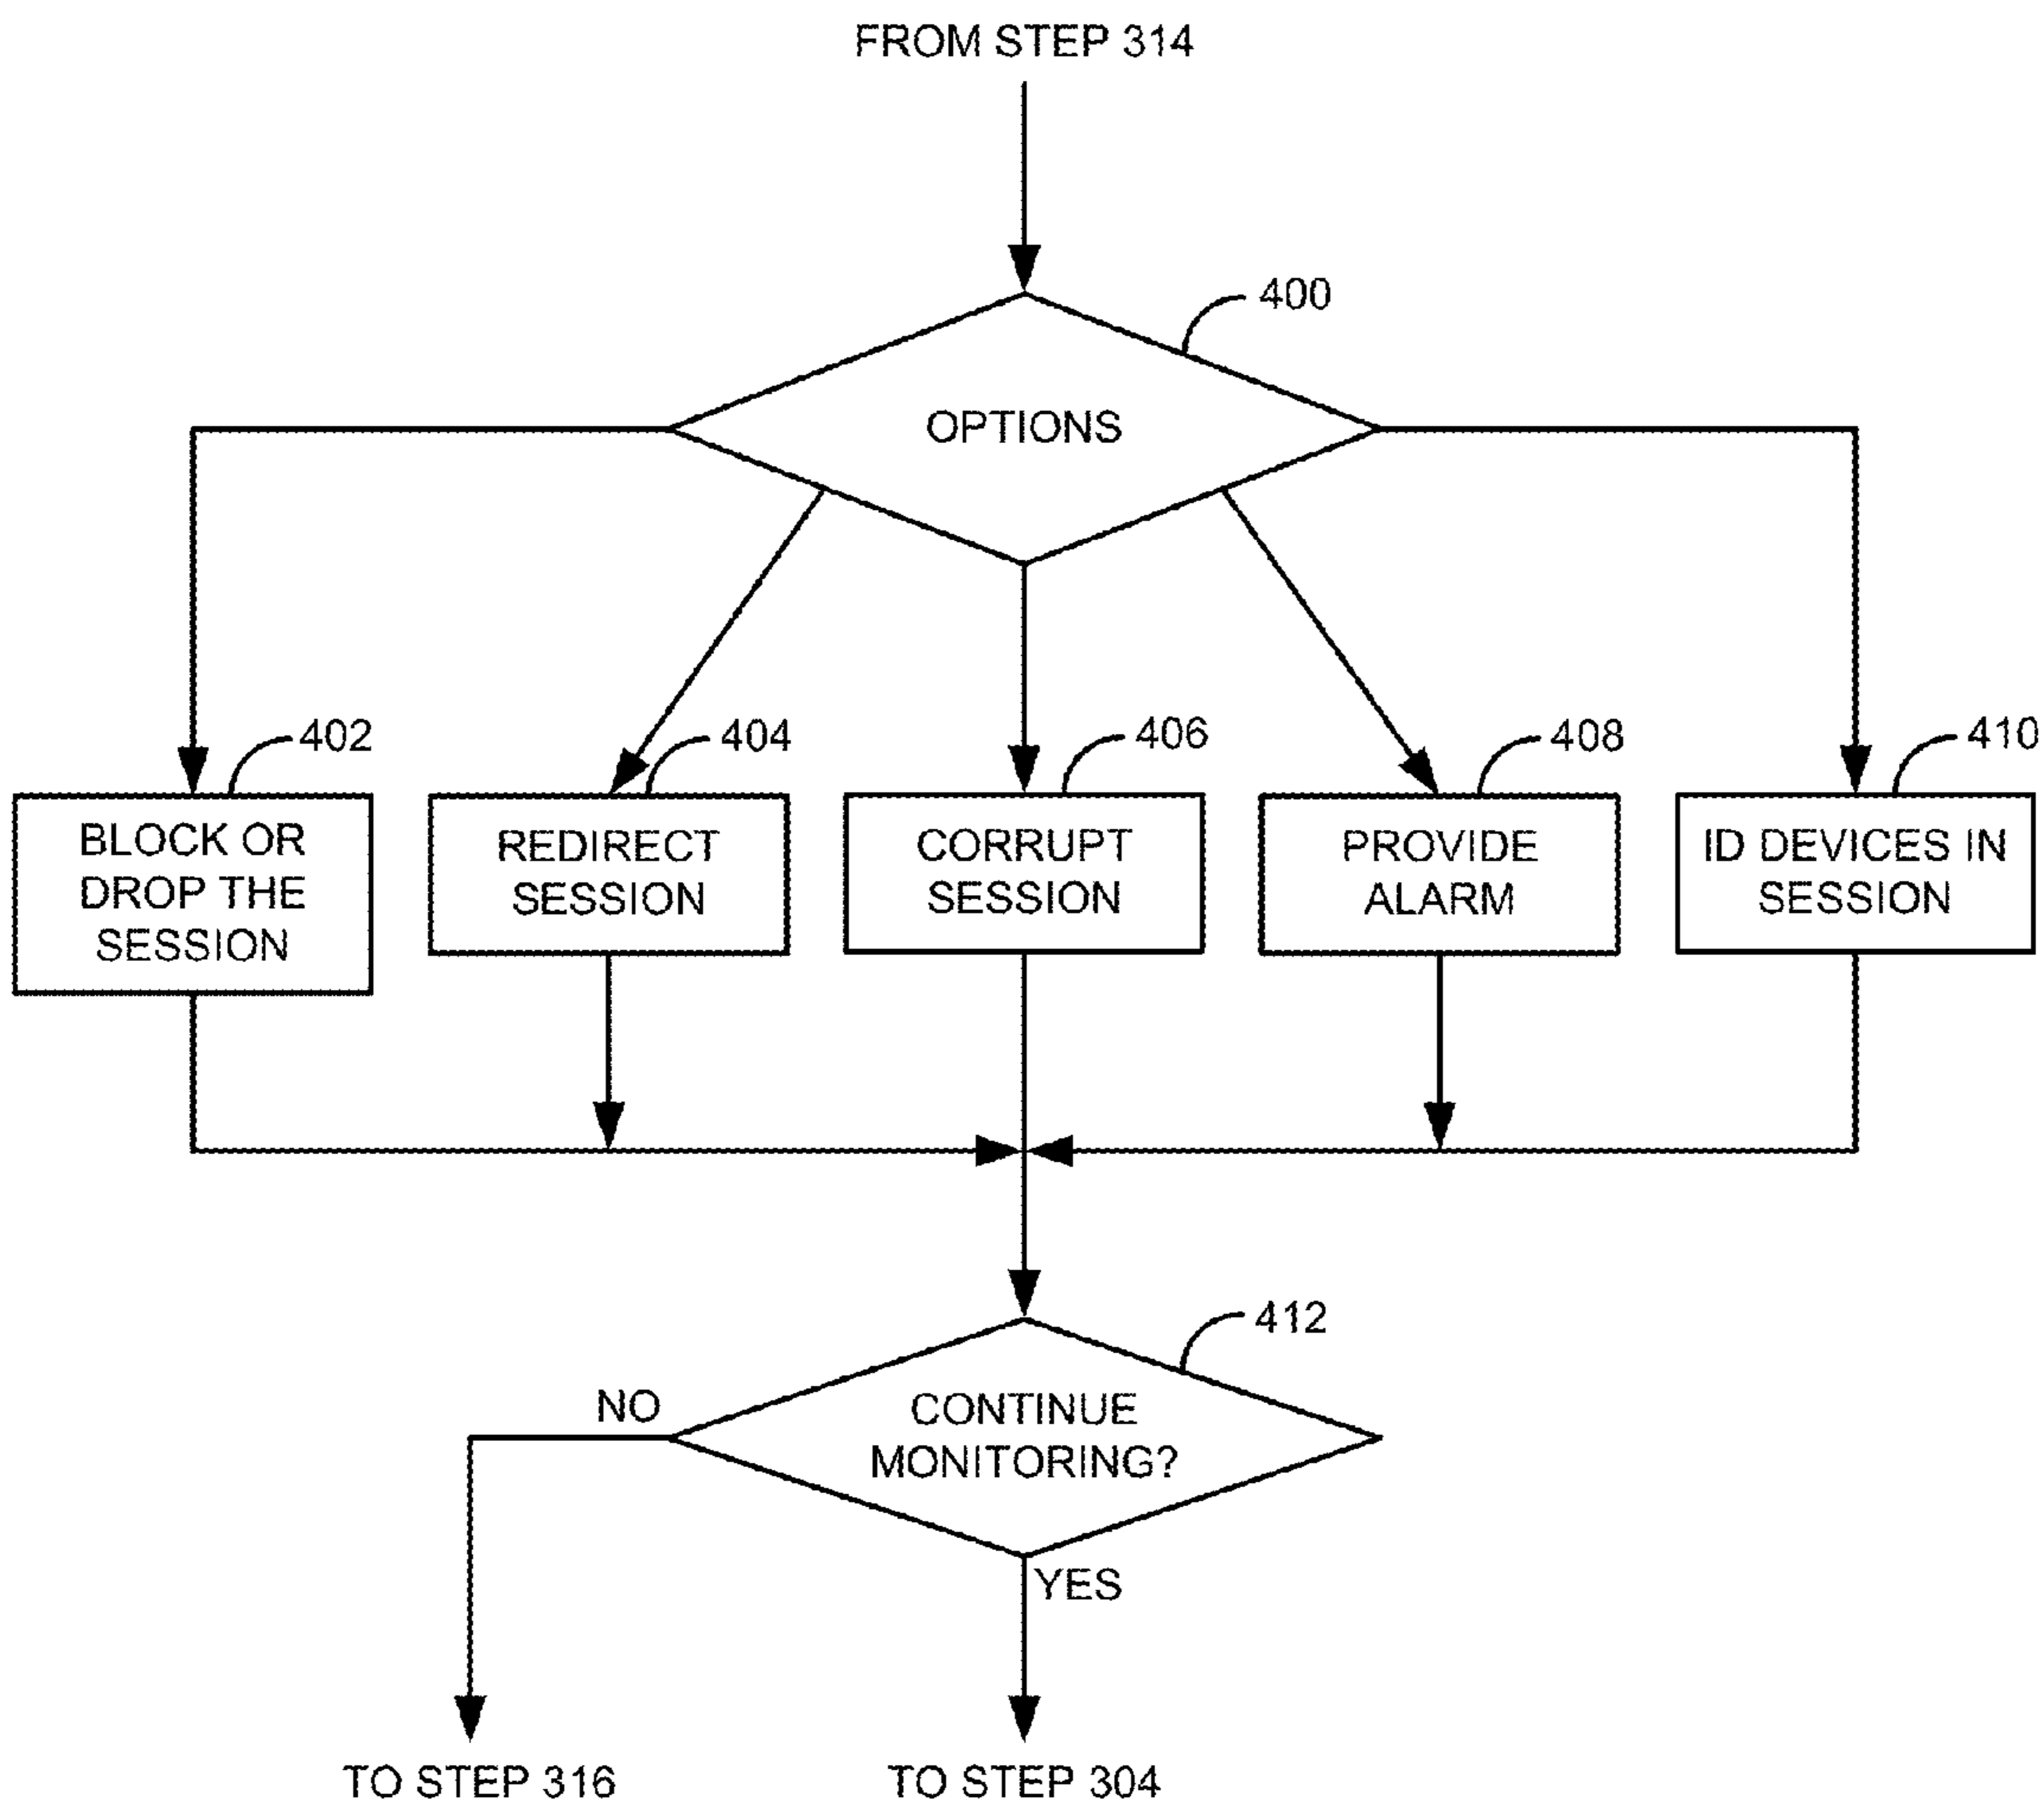 FROM STEP 314
400
OPTIONS
402
404
406
408
410
BLOCK OR
DROP THE
SESSION
REDIRECT
SESSION
CORRUPT
SESSION
PROVIDE
ALARM
ID DEVICES IN
SESSION
412
NO
CONTINUE
MONITORING?
YES
TO STEP 316
TO STEP 304